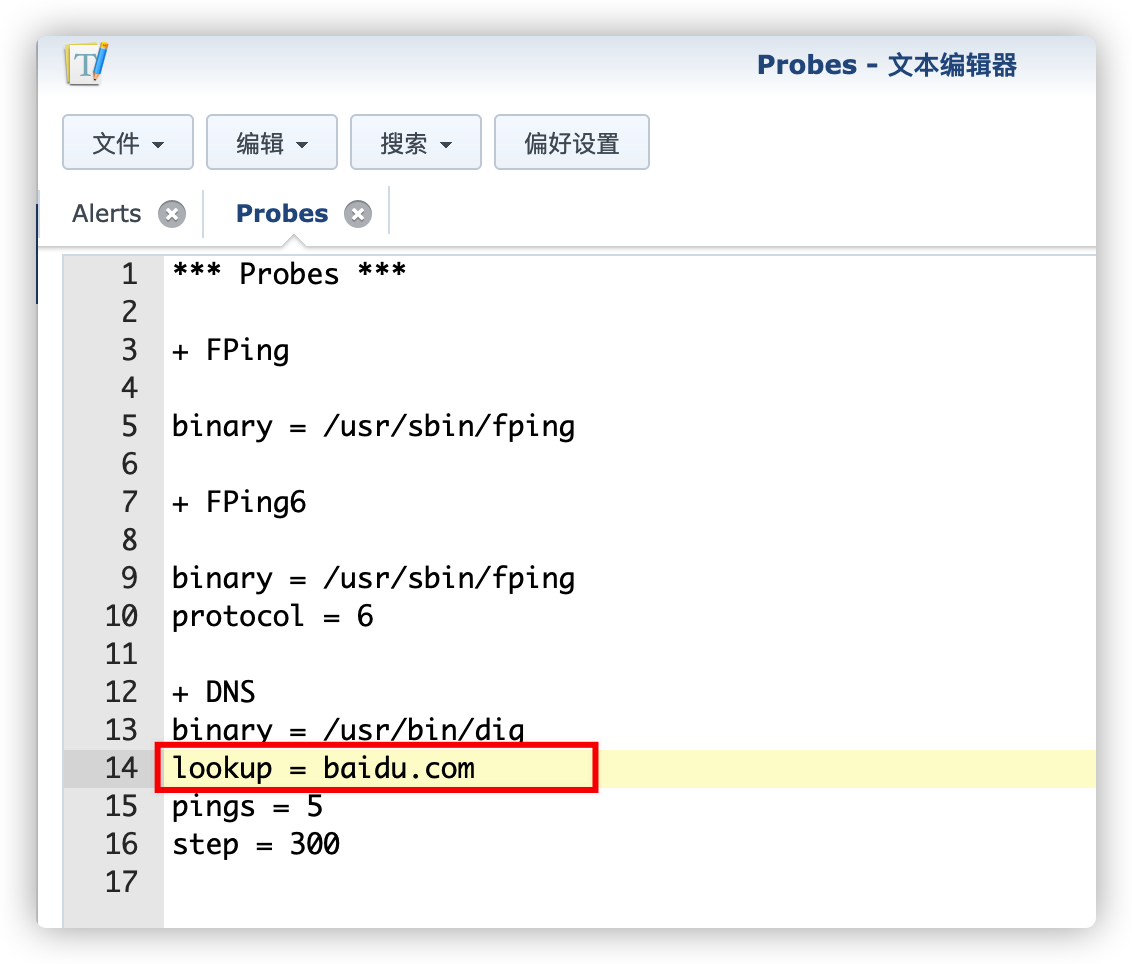 Probes - 文本编辑器
文件 编辑 搜索 偏好设置
Alerts Probes
1 *** Probes ***
2
3 + FPing
4
5 binary = /usr/sbin/fping
6
7 + FPing6
8
9 binary = /usr/sbin/fping
10 protocol = 6
11
12 + DNS
13 binary = /usr/bin/dig
14 lookup = baidu.com
15 pings = 5
16 step = 300
17